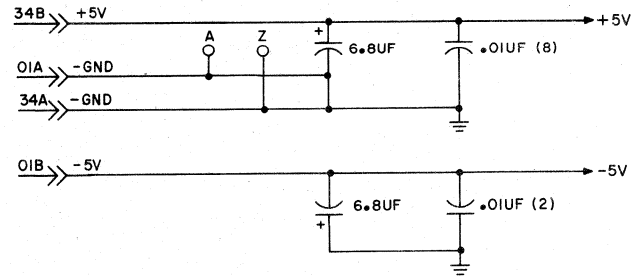 34B +5V +5V
A Z
+ 6.8UF .01UF (8)
01A -GND
34A -GND
01B -5V -5V
6.8UF .01UF (2)
+